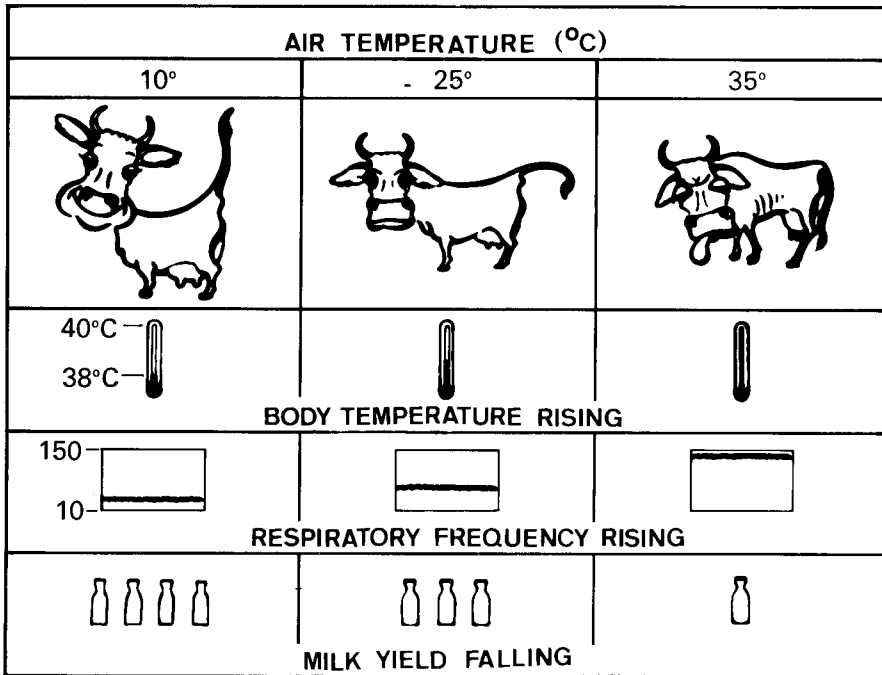 AIR TEMPERATURE (°C)
10° - 25° 35°
40°C
38°C
BODY TEMPERATURE RISING
150
10
RESPIRATORY FREQUENCY RISING
MILK YIELD FALLING